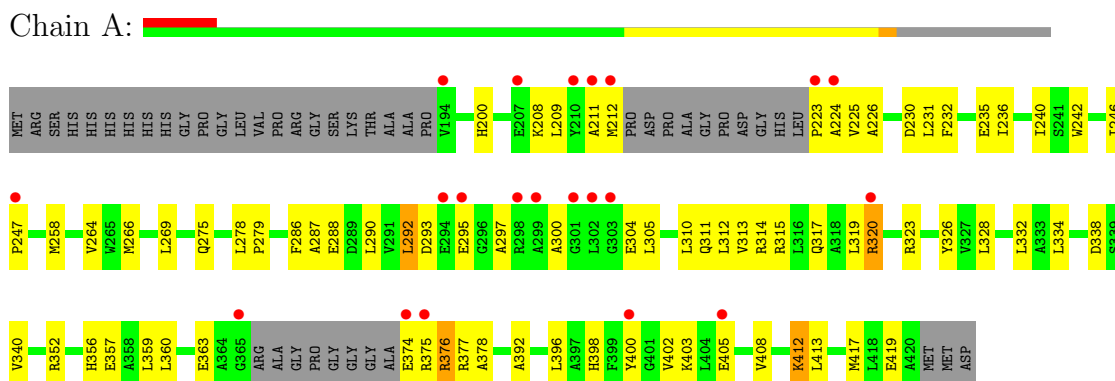 Chain A:
MET ARG SER HIS HIS HIS HIS HIS HIS GLY PRO GLY LEU VAL PRO ARG GLY SER LYS THR ALA ALA PRO V194 H200 E207 K208 L209 Y210 A211 M212 PRO ASP PRO ALA GLY PRO ASP GLY HIS LEU P223 A224 V225 A226 D230 L231 F232 E235 I236 I240 S241 W242 I246
P247 M258 V264 W265 M266 L269 Q275 L278 P279 F286 A287 E288 D289 L290 V291 L292 D293 E294 E295 G296 A297 R298 A299 A300 G301 L302 G303 E304 L305 L310 Q311 L312 V313 R314 R315 L316 Q317 A318 L319 R320 R323 Y326 V327 L328 L332 A333 L334 D338 S339
V340 R352 H356 E357 A358 L359 L360 E363 A364 G365 ARG ALA GLY PRO GLY GLY GLY ALA E374 R375 R376 R377 A378 A392 L396 A397 H398 F399 Y400 G401 V402 K403 L404 E405 V408 K412 L413 M417 L418 E419 A420 MET MET ASP